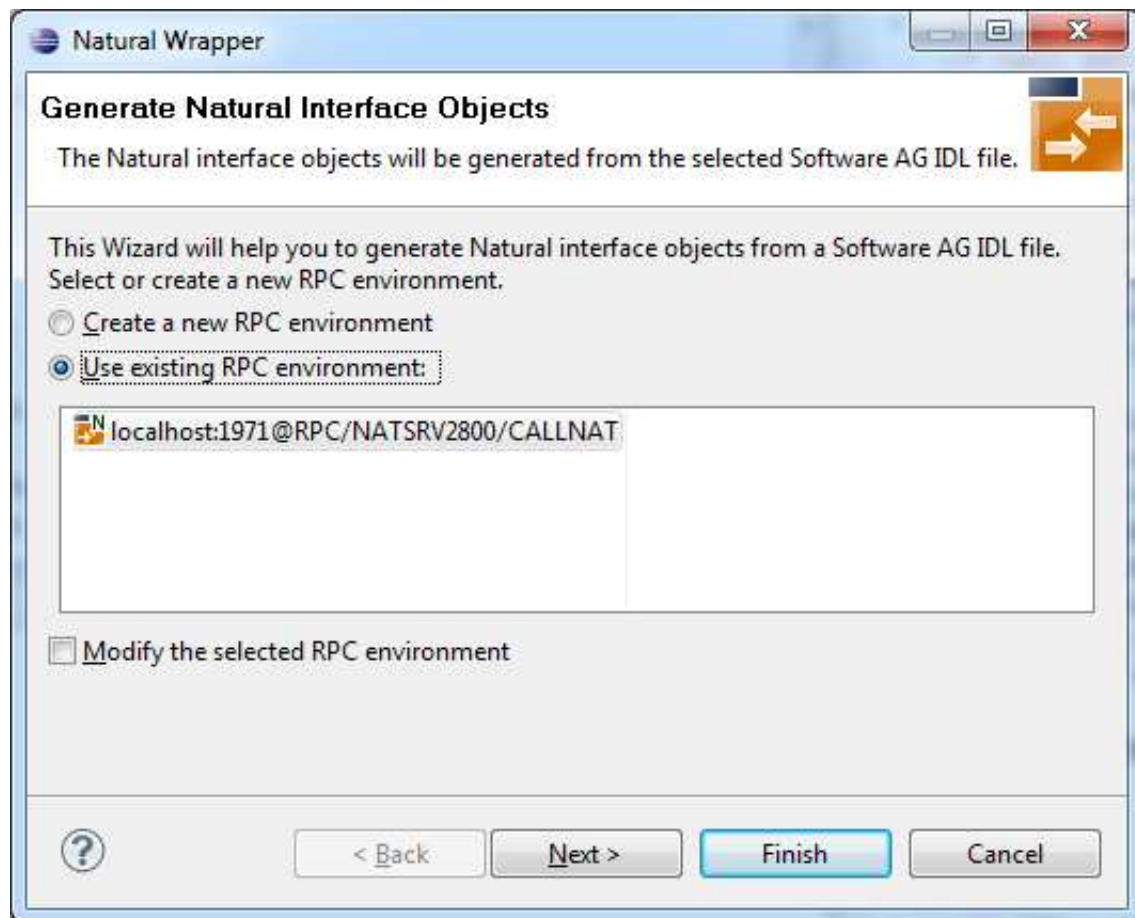 Natural Wrapper
Generate Natural Interface Objects
The Natural interface objects will be generated from the selected Software AG IDL file.
This Wizard will help you to generate Natural interface objects from a Software AG IDL file.
Select or create a new RPC environment.
Create a new RPC environment
Use existing RPC environment:
N
localhost:1971@RPC/NATSRV2800/CALLNAT
Modify the selected RPC environment
? < Back Next > Finish Cancel